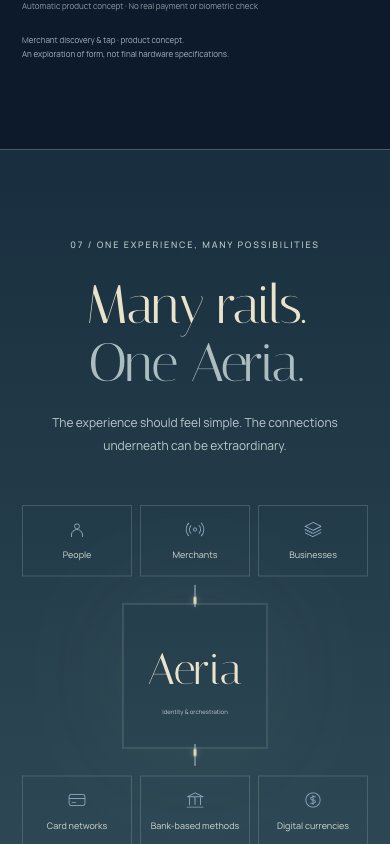 Automatic product concept · No real payment or biometric check
Merchant discovery & tap · product concept.
An exploration of form, not final hardware specifications.
07 / ONE EXPERIENCE, MANY POSSIBILITIES
Many rails.
One Aeria.
The experience should feel simple. The connections
underneath can be extraordinary.
People
Merchants
Businesses
Aeria
Identity & orchestration
Card networks
Bank-based methods
Digital currencies